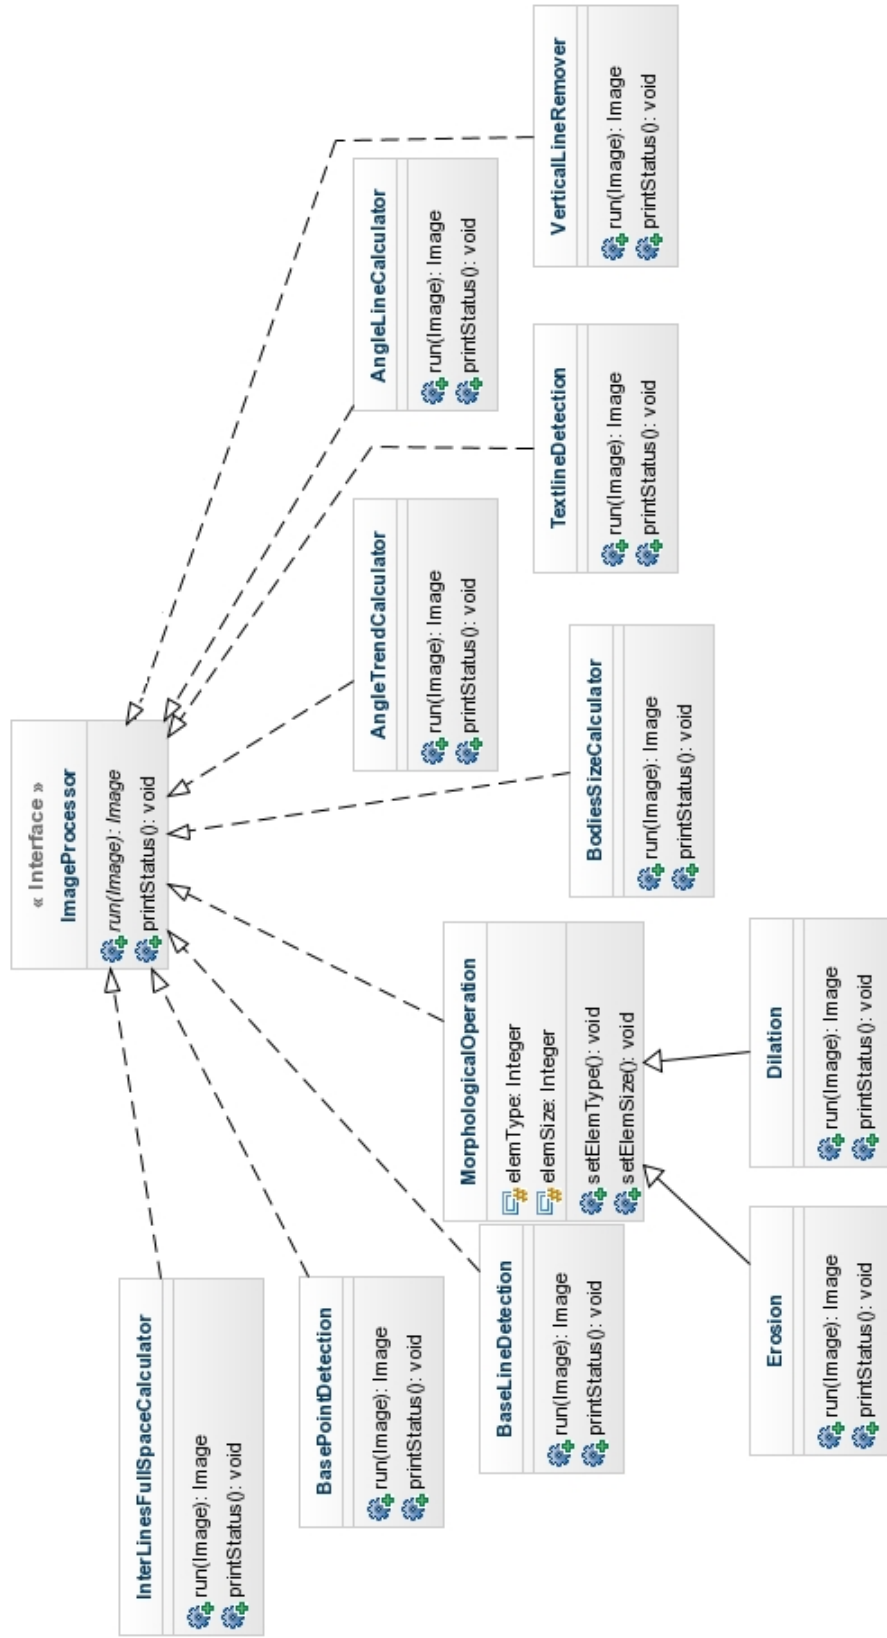 « Interface »
ImageProcessor
run(Image): Image
printStatus(): void
InterLinesFullSpaceCalculator
run(Image): Image
printStatus(): void
BasePointDetection
run(Image): Image
printStatus(): void
BaseLineDetection
run(Image): Image
printStatus(): void
MorphologicalOperation
elemType: Integer
elemSize: Integer
setElemType(): void
setElemSize(): void
Erosion
run(Image): Image
printStatus(): void
Dilation
run(Image): Image
printStatus(): void
BodiesSizeCalculator
run(Image): Image
printStatus(): void
AngleTrendCalculator
run(Image): Image
printStatus(): void
TextlineDetection
run(Image): Image
printStatus(): void
AngleLineCalculator
run(Image): Image
printStatus(): void
VerticalLineRemover
run(Image): Image
printStatus(): void